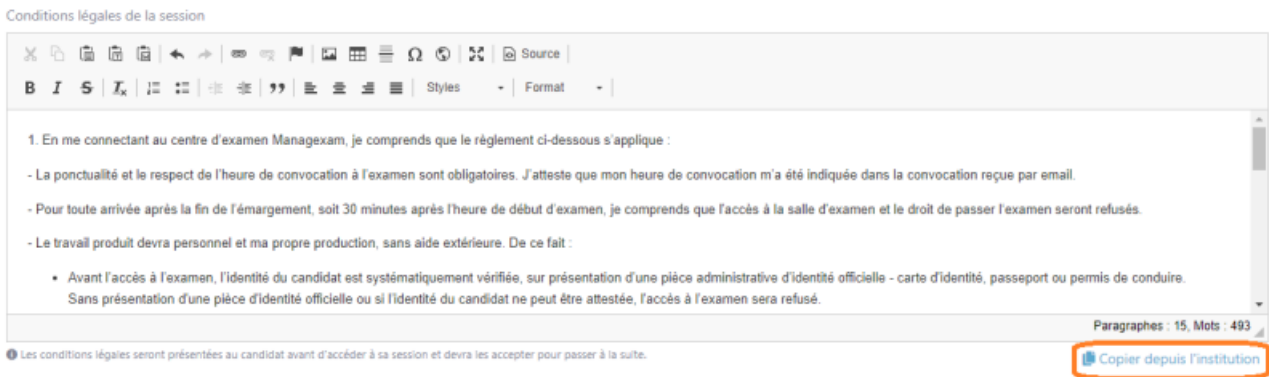 Conditions légales de la session
Source
B I S Ix Styles Format
1. En me connectant au centre d'examen Managexam, je comprends que le règlement ci-dessous s'applique :
- La ponctualité et le respect de l'heure de convocation à l'examen sont obligatoires. J'atteste que mon heure de convocation m'a été indiquée dans la convocation reçue par email.
- Pour toute arrivée après la fin de l'émargement, soit 30 minutes après l'heure de début d'examen, je comprends que l'accès à la salle d'examen et le droit de passer l'examen seront refusés.
- Le travail produit devra personnel et ma propre production, sans aide extérieure. De ce fait :
• Avant l'accès à l'examen, l'identité du candidat est systématiquement vérifiée, sur présentation d'une pièce administrative d'identité officielle - carte d'identité, passeport ou permis de conduire.
Sans présentation d'une pièce d'identité officielle ou si l'identité du candidat ne peut être attestée, l'accès à l'examen sera refusé.
Paragraphes : 15, Mots : 493
Les conditions légales seront présentées au candidat avant d'accéder à sa session et devra les accepter pour passer à la suite.
Copier depuis l'institution